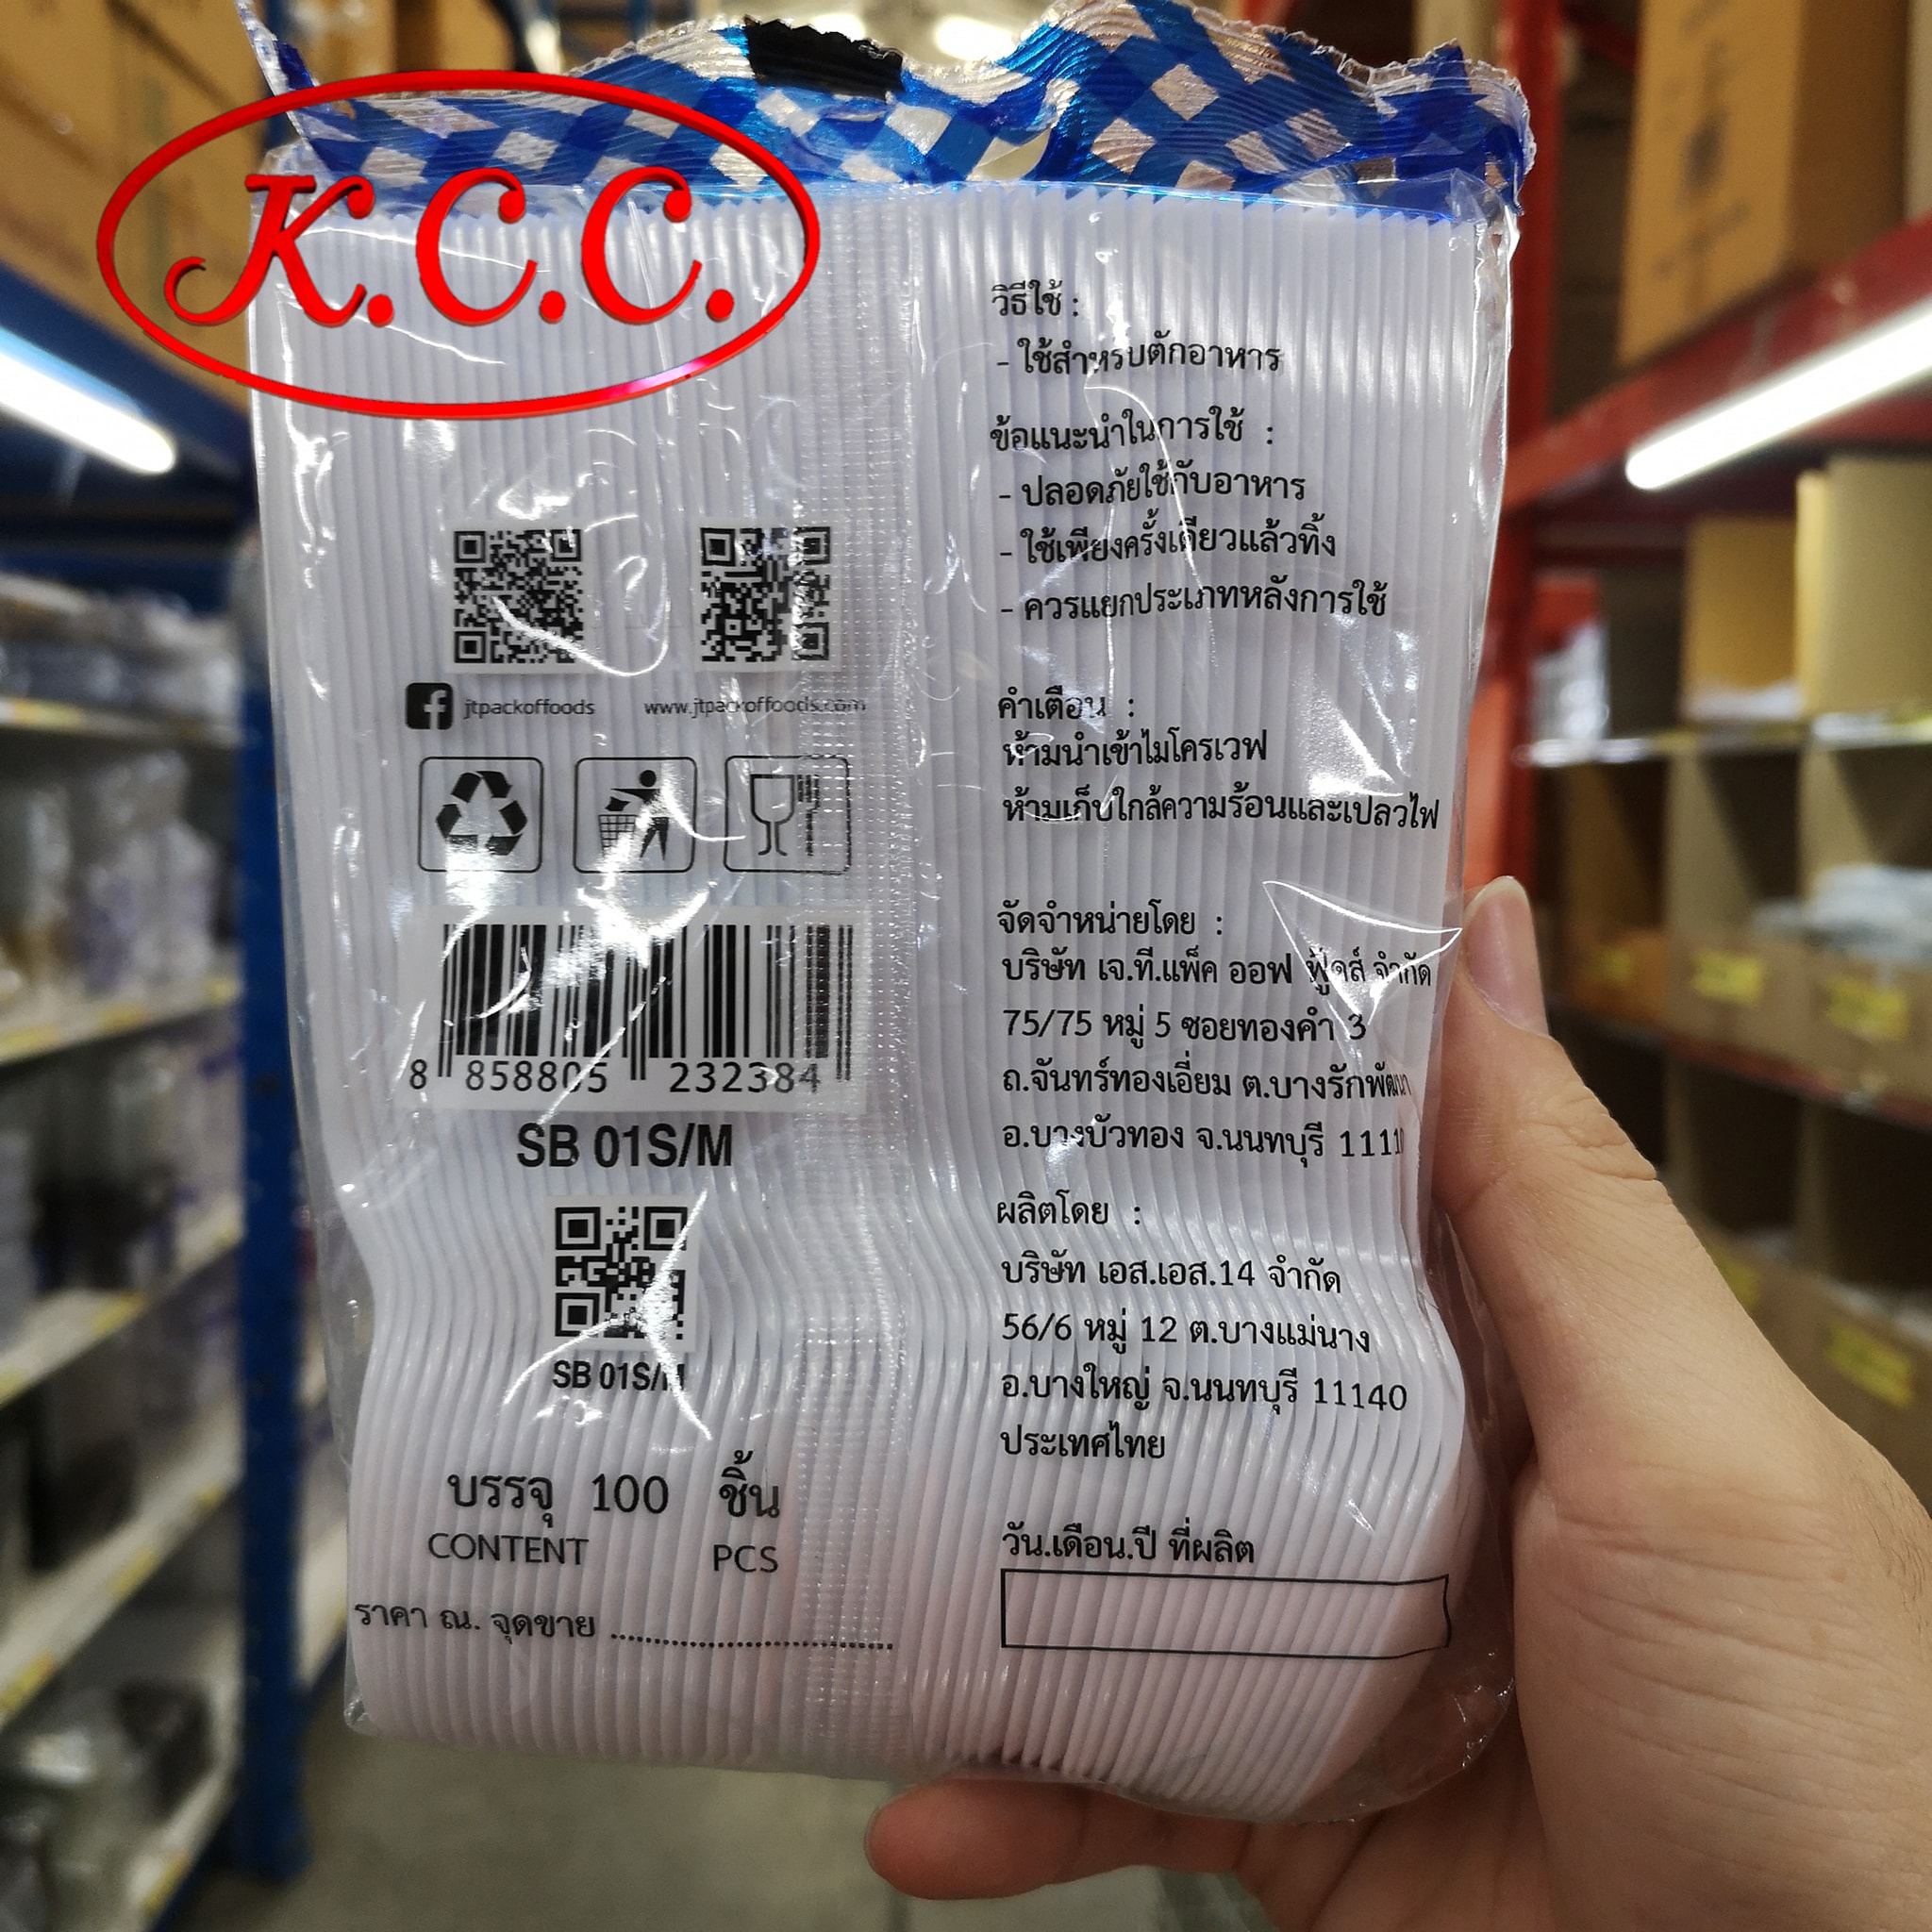 K.C.C.
jtpackoffoods
www.jtpackoffoods.com
8 858805 232384
SB 01S/M
SB 01S/M
บรรจุ 100 ชิ้น
CONTENT PCS
ราคา ณ. จุดขาย ........................................
วิธีใช้ :
- ใช้สำหรับตักอาหาร
ข้อแนะนำในการใช้ :
- ปลอดภัยใช้กับอาหาร
- ใช้เพียงครั้งเดียวแล้วทิ้ง
- ควรแยกประเภทหลังการใช้
คำเตือน :
ห้ามนำเข้าไมโครเวฟ
ห้ามเก็บใกล้ความร้อนและเปลวไฟ
จัดจำหน่ายโดย :
บริษัท เจ.ที.แพ็ค ออฟ ฟู้ดส์ จำกัด
75/75 หมู่ 5 ซอยทองคำ 3
ถ.จันทร์ทองเอี่ยม ต.บางรักพัฒนา
อ.บางบัวทอง จ.นนทบุรี 11110
ผลิตโดย :
บริษัท เอส.เอส.14 จำกัด
56/6 หมู่ 12 ต.บางแม่นาง
อ.บางใหญ่ จ.นนทบุรี 11140
ประเทศไทย
วัน.เดือน.ปี ที่ผลิต